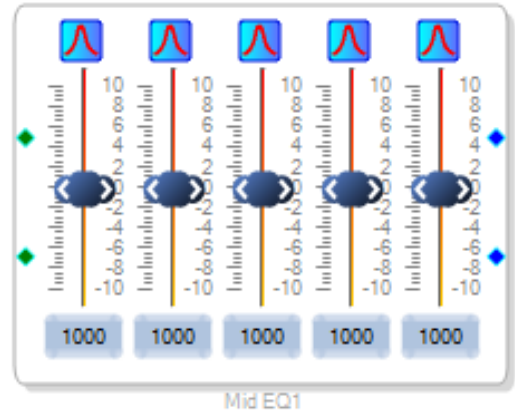 10 10 10 10 10
8 8 8 8 8
6 6 6 6 6
4 4 4 4 4
2 2 2 2 2
0 0 0 0 0
-2 -2 -2 -2 -2
-4 -4 -4 -4 -4
-6 -6 -6 -6 -6
-8 -8 -8 -8 -8
-10 -10 -10 -10 -10
1000 1000 1000 1000 1000
Mid EQ1